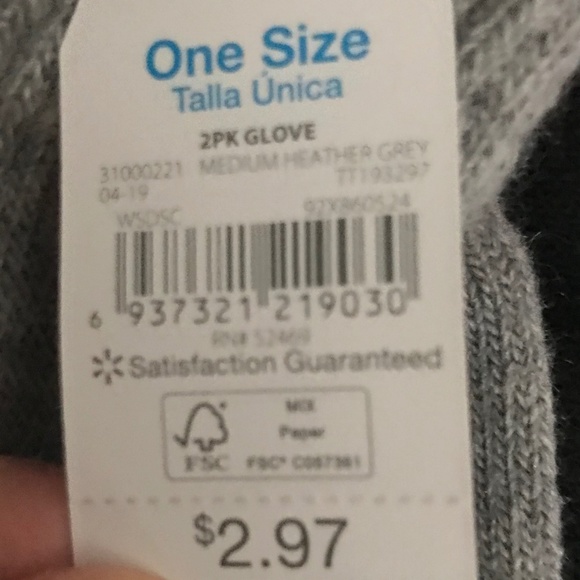 One Size
Talla Única
2PK GLOVE
31000221 MEDIUM HEATHER GREY
04-19 TT193297
WSDSC 92X860524
6 937321 219030
RN# 52469
Satisfaction Guaranteed
MIX
Paper
FSC FSC® C057361
$2.97